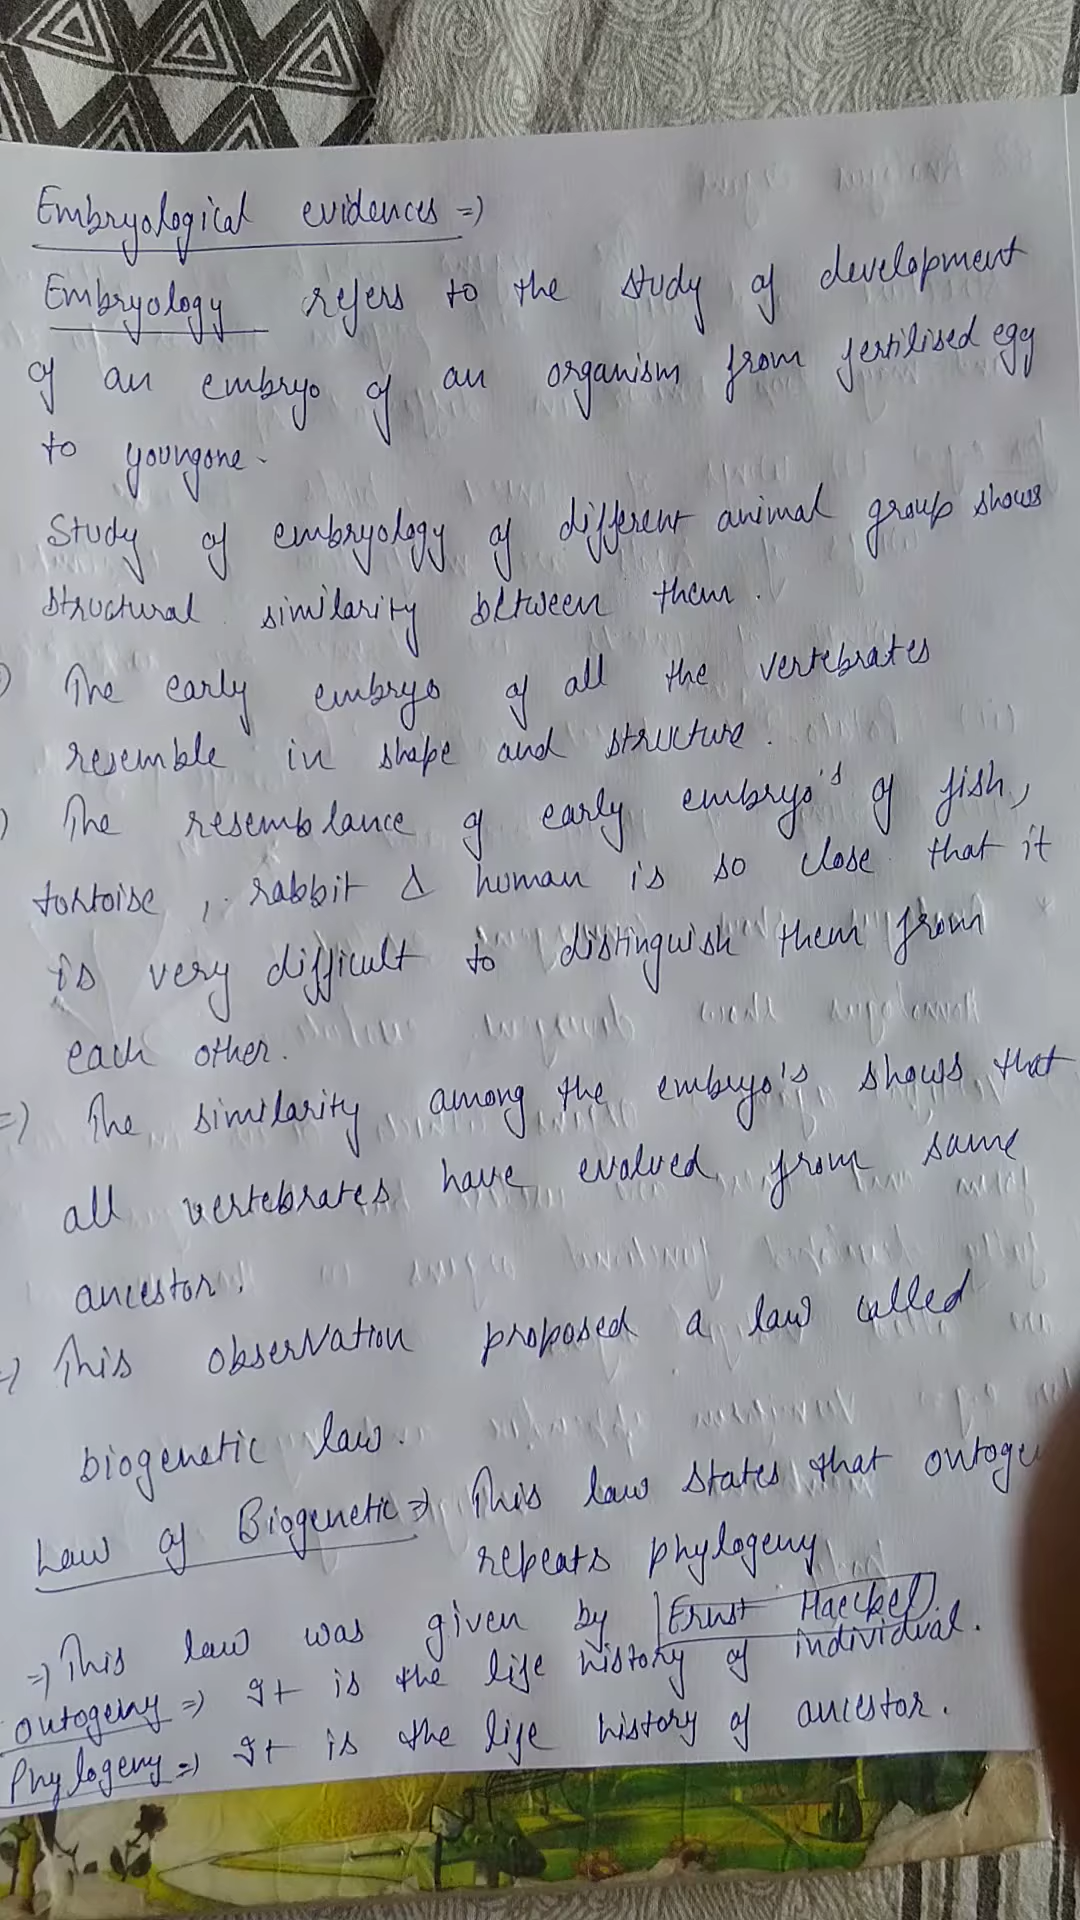 Embryological evidences =>
Embryology refers to the study of development
of an embryo of an organism from fertilised egg
to youngone.
Study of embryology of different animal group shows
structural similarity between them.
The early embryo of all the vertebrates
resemble in shape and structure.
The resemblance of early embryo's of fish,
tortoise, rabbit & human is so close that it
is very difficult to distinguish them from
each other.
=> The similarity among the embryo's shows that
all vertebrates have evolved from same
ancestor.
=> This observation proposed a law called
biogenetic law.
Law of Biogenetic => This law states that ontoge
repeats phylogeny
=> This law was given by Ernst Haeckel.
Ontogeny => It is the life history of individual.
Phylogeny => It is the life history of ancestor.